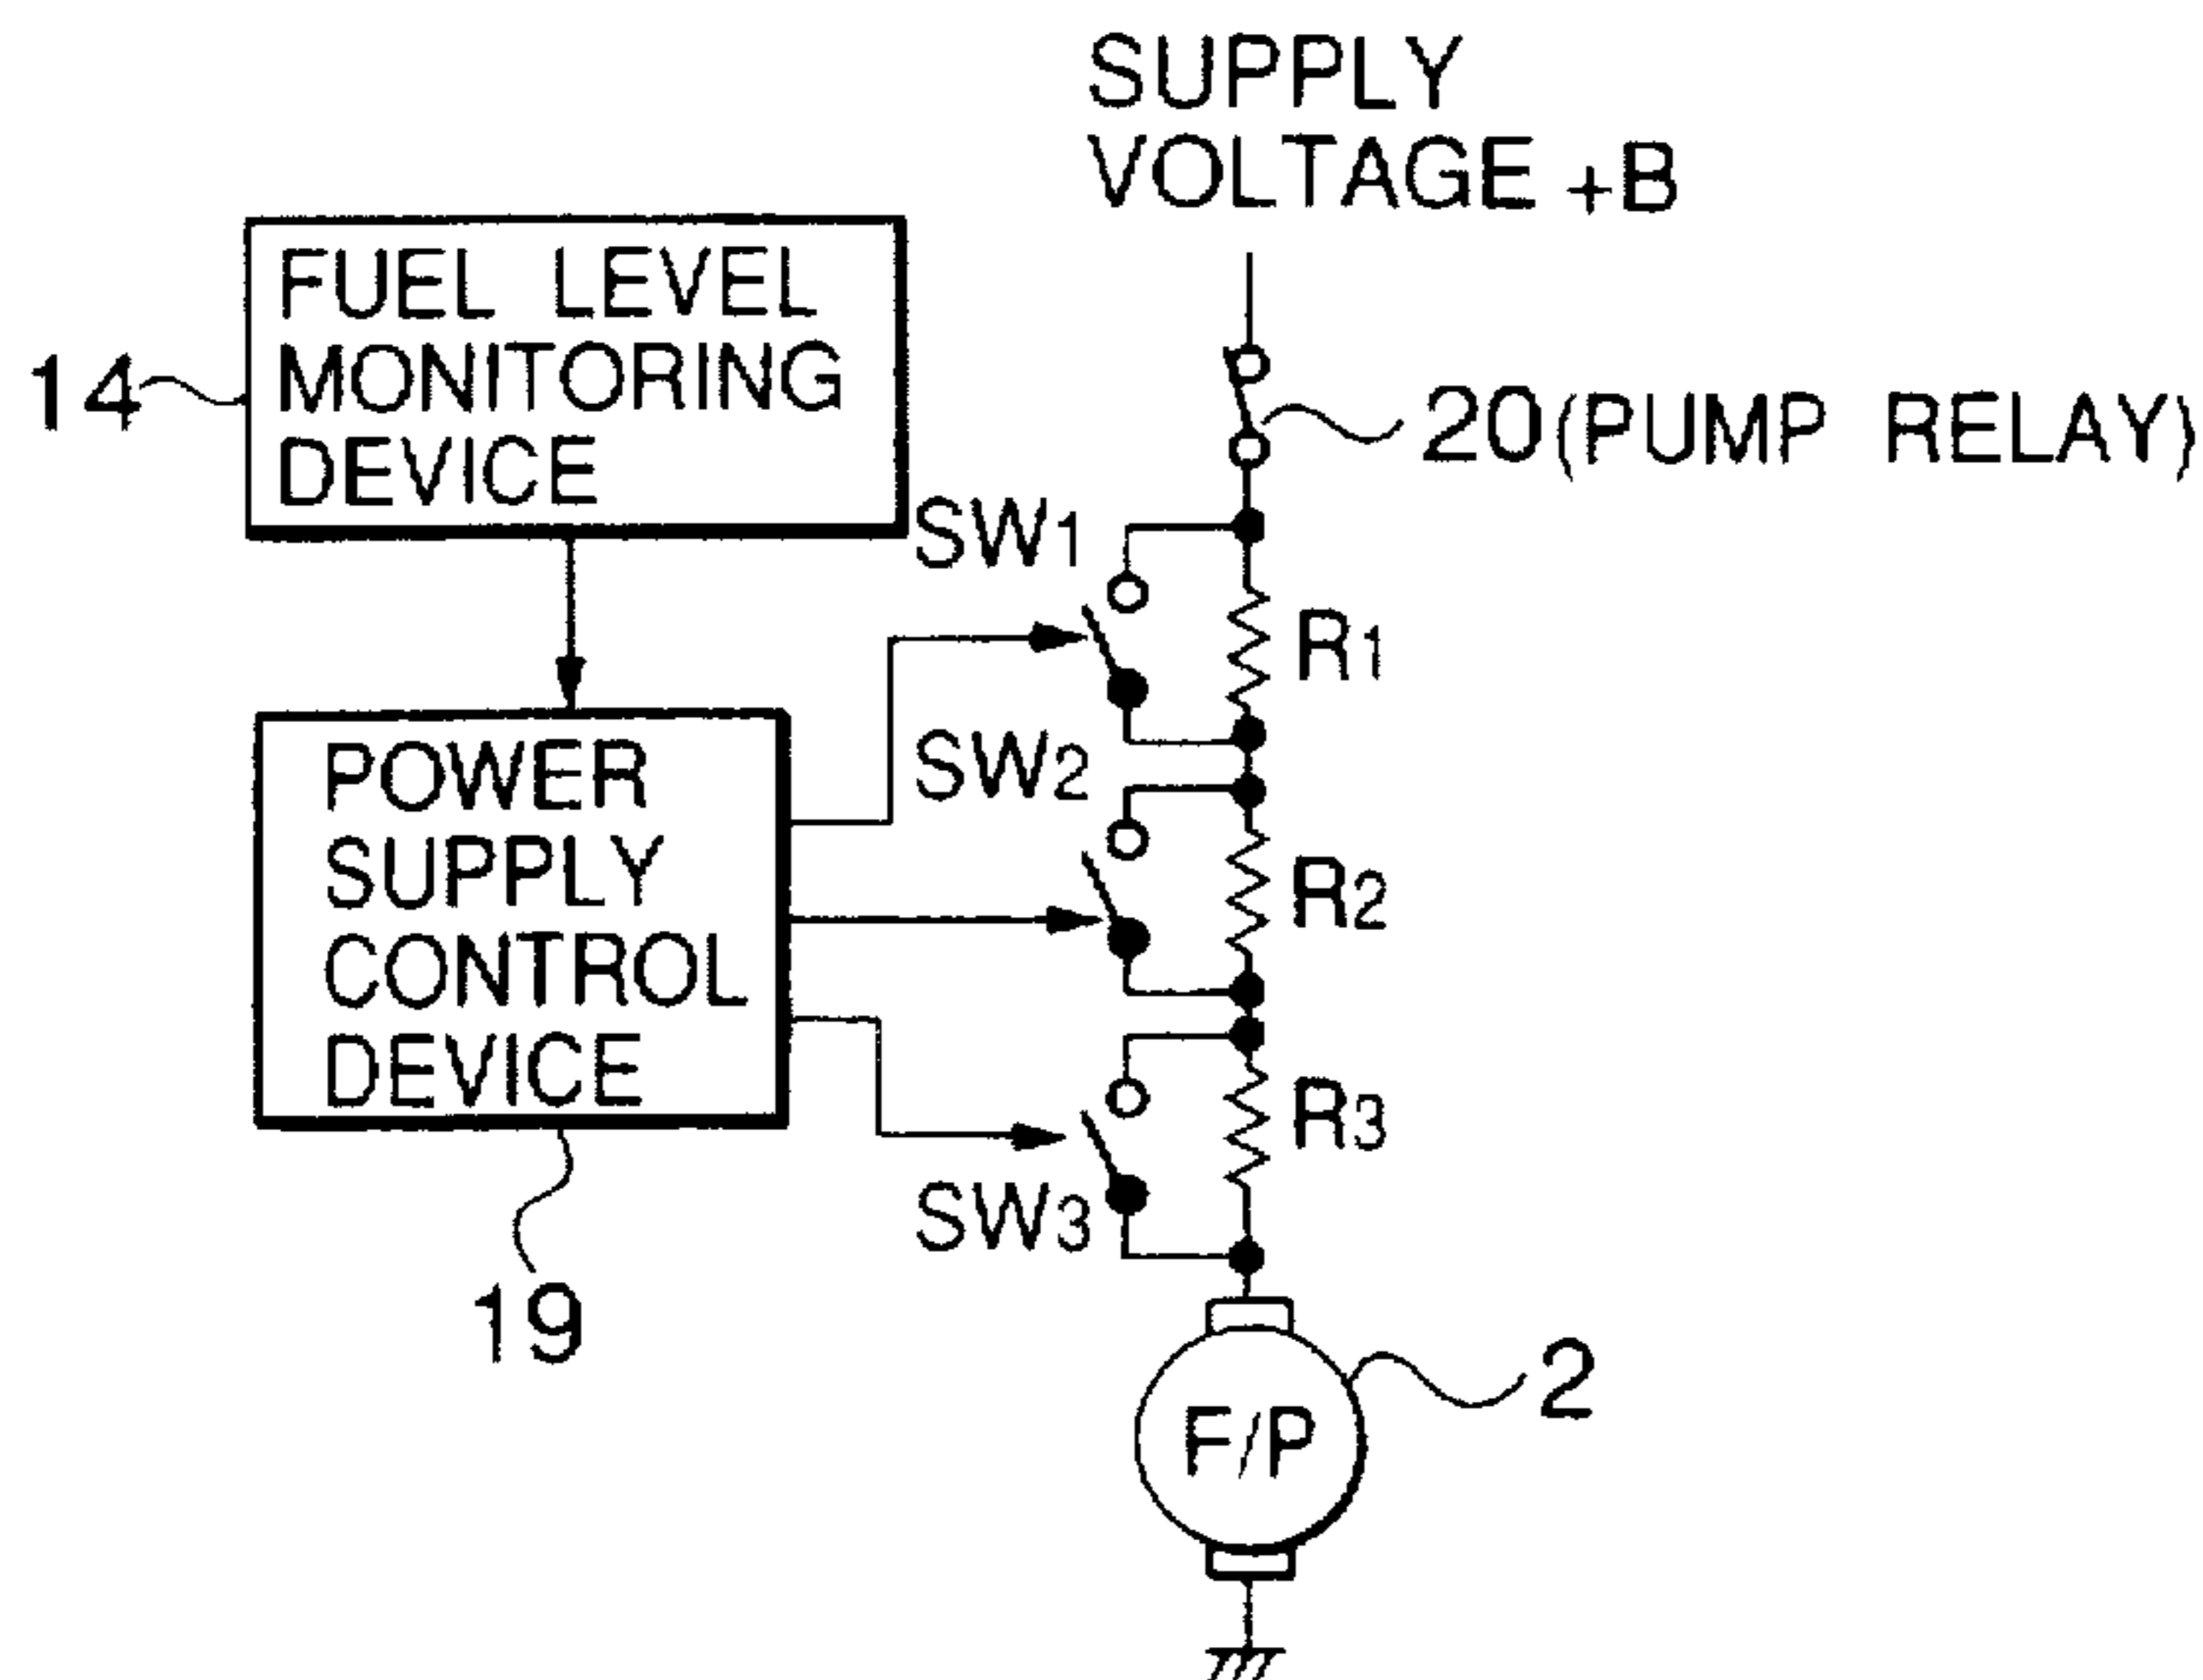 SUPPLY
VOLTAGE +B
FUEL LEVEL
MONITORING
DEVICE
14
20(PUMP RELAY)
SW1
R1
POWER
SUPPLY
CONTROL
DEVICE
SW2
R2
R3
SW3
19
2
F/P